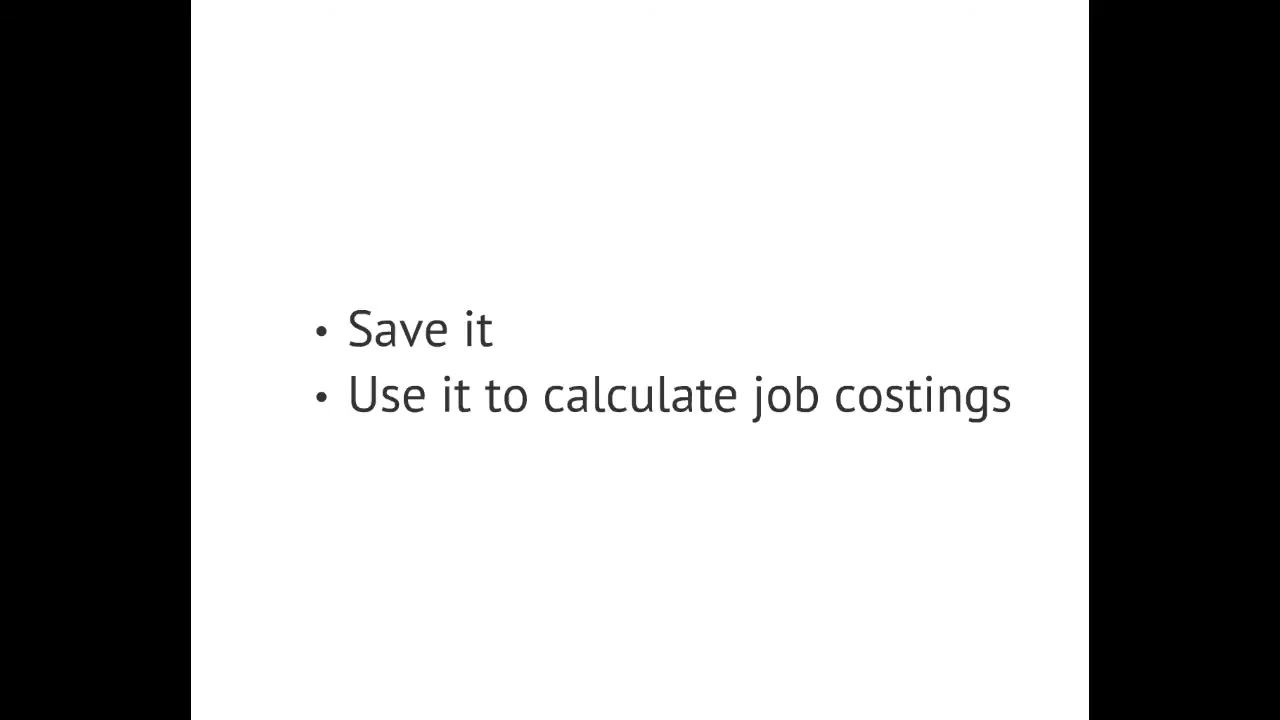 • Save it
• Use it to calculate job costings